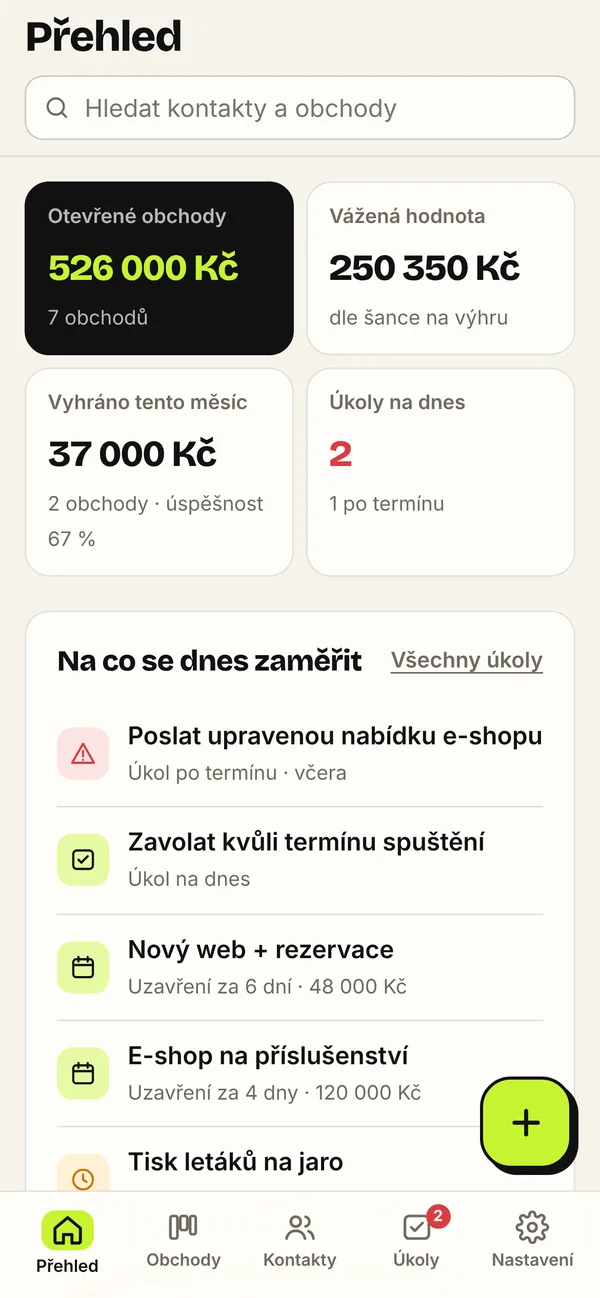 Přehled
Hledat kontakty a obchody
Otevřené obchody
526 000 Kč
7 obchodů
Vážená hodnota
250 350 Kč
dle šance na výhru
Vyhráno tento měsíc
37 000 Kč
2 obchody · úspěšnost
67 %
Úkoly na dnes
2
1 po termínu
Na co se dnes zaměřit
Všechny úkoly
Poslat upravenou nabídku e-shopu
Úkol po termínu · včera
Zavolat kvůli termínu spuštění
Úkol na dnes
Nový web + rezervace
Uzavření za 6 dní · 48 000 Kč
E-shop na příslušenství
Uzavření za 4 dny · 120 000 Kč
Tisk letáků na jaro
Přehled
Obchody
Kontakty
2
Úkoly
Nastavení